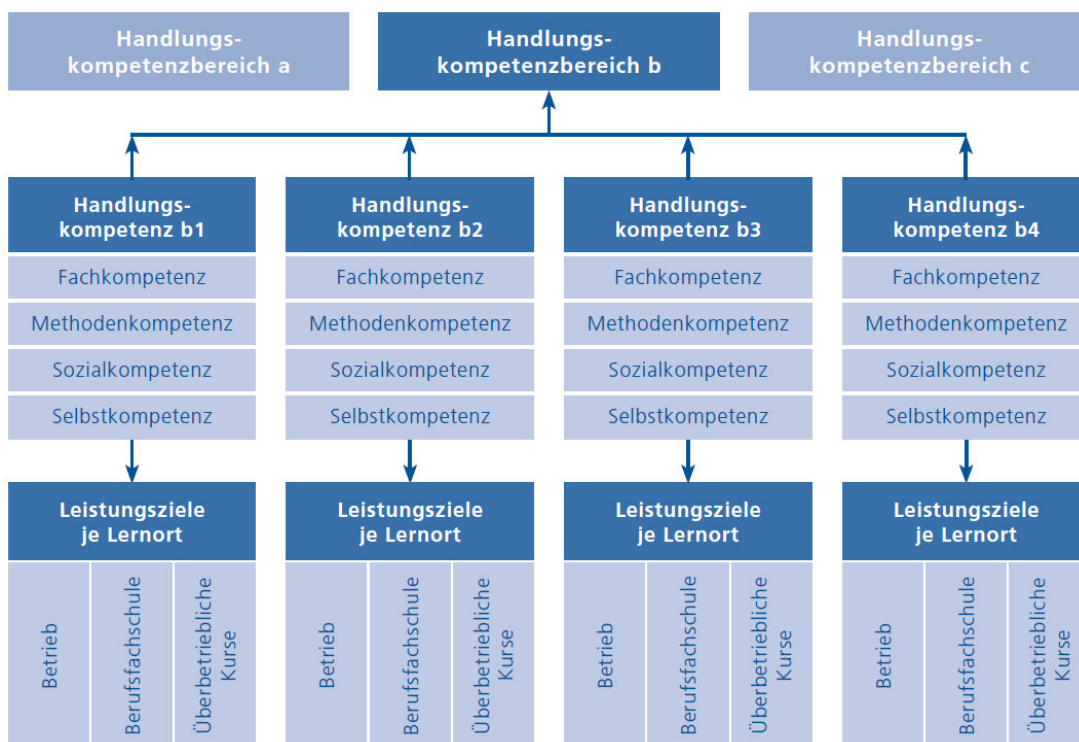 Handlungs-
kompetenzbereich a
Handlungs-
kompetenzbereich b
Handlungs-
kompetenzbereich c
Handlungs-
kompetenz b1
Fachkompetenz
Methodenkompetenz
Sozialkompetenz
Selbstkompetenz
Leistungsziele
je Lernort
Betrieb
Berufsfachschule
Überbetriebliche
Kurse
Handlungs-
kompetenz b2
Fachkompetenz
Methodenkompetenz
Sozialkompetenz
Selbstkompetenz
Leistungsziele
je Lernort
Betrieb
Berufsfachschule
Überbetriebliche
Kurse
Handlungs-
kompetenz b3
Fachkompetenz
Methodenkompetenz
Sozialkompetenz
Selbstkompetenz
Leistungsziele
je Lernort
Betrieb
Berufsfachschule
Überbetriebliche
Kurse
Handlungs-
kompetenz b4
Fachkompetenz
Methodenkompetenz
Sozialkompetenz
Selbstkompetenz
Leistungsziele
je Lernort
Betrieb
Berufsfachschule
Überbetriebliche
Kurse